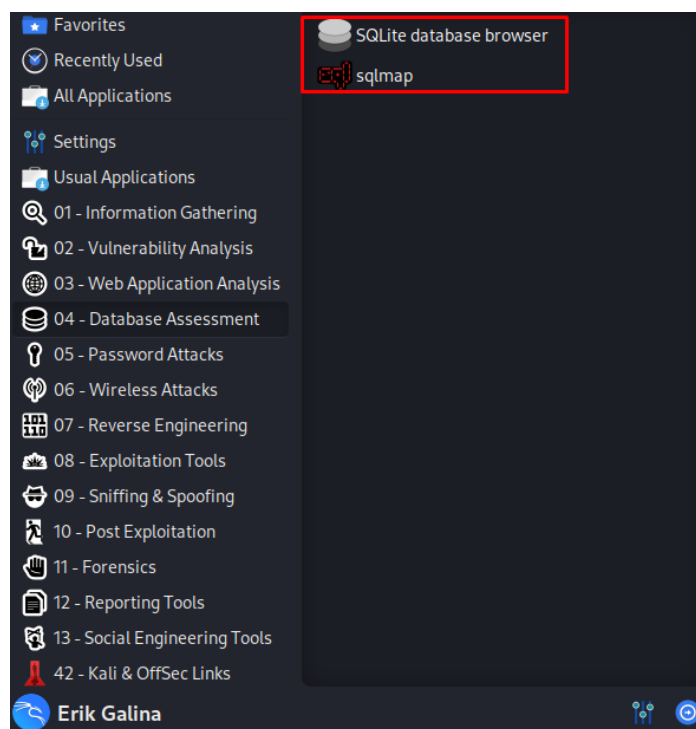 Favorites
Recently Used
All Applications
Settings
Usual Applications
01 - Information Gathering
02 - Vulnerability Analysis
03 - Web Application Analysis
04 - Database Assessment
05 - Password Attacks
06 - Wireless Attacks
07 - Reverse Engineering
08 - Exploitation Tools
09 - Sniffing & Spoofing
10 - Post Exploitation
11 - Forensics
12 - Reporting Tools
13 - Social Engineering Tools
42 - Kali & OffSec Links
Erik Galina
SQLite database browser
sqlmap